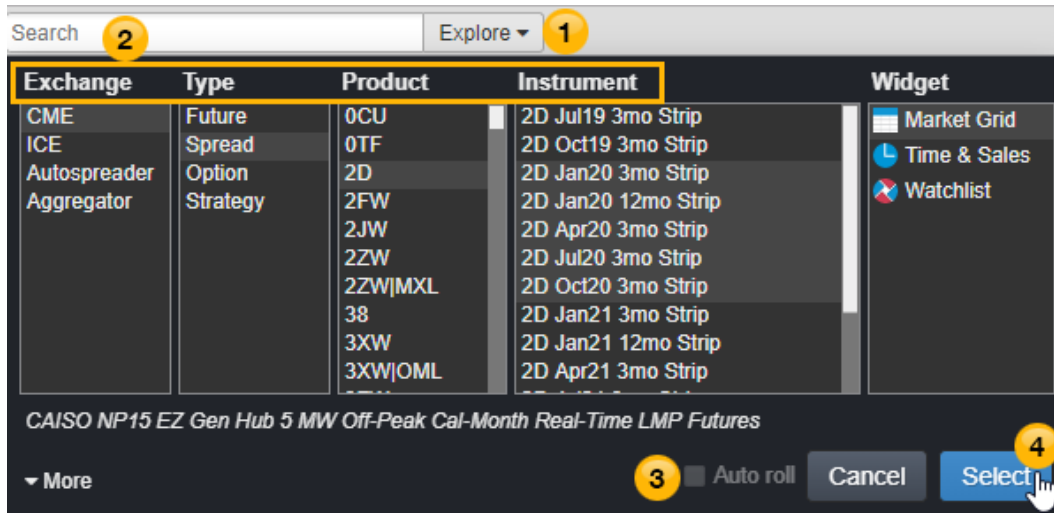 Search 2 Explore 1
Exchange Type Product Instrument Widget
CME Future 0CU 2D Jul19 3mo Strip Market Grid
ICE Spread 0TF 2D Oct19 3mo Strip Time & Sales
Autospreader Option 2D 2D Jan20 3mo Strip Watchlist
Aggregator Strategy 2FW 2D Jan20 12mo Strip
2JW 2D Apr20 3mo Strip
2ZW 2D Jul20 3mo Strip
2ZW|MXL 2D Oct20 3mo Strip
38 2D Jan21 3mo Strip
3XW 2D Jan21 12mo Strip
3XW|OML 2D Apr21 3mo Strip
CAISO NP15 EZ Gen Hub 5 MW Off-Peak Cal-Month Real-Time LMP Futures
More 3 Auto roll Cancel Select 4